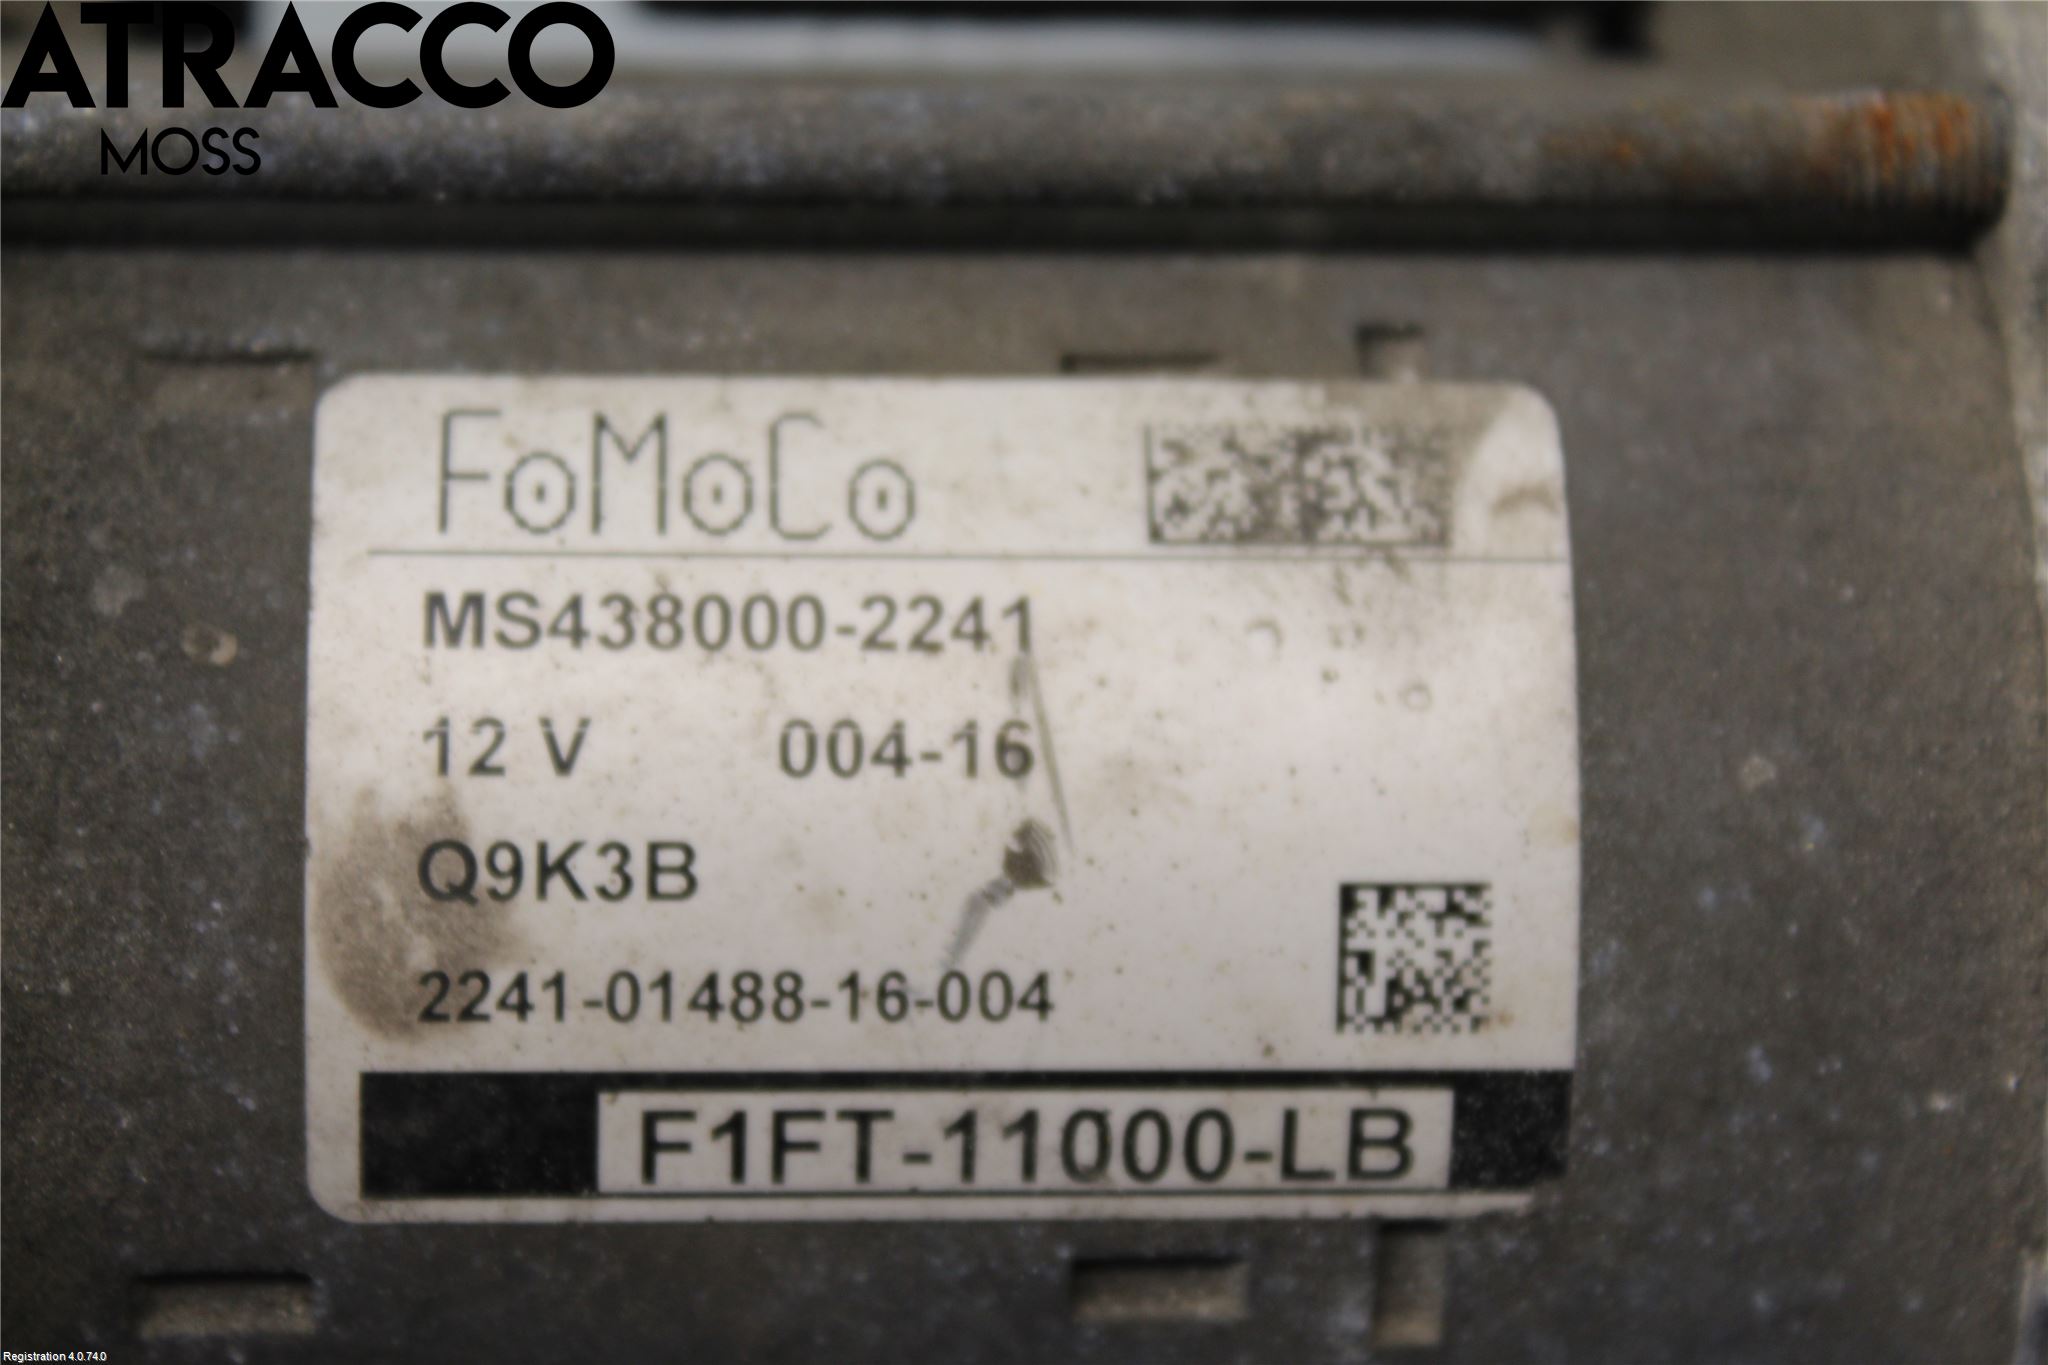 ATRACCO
MOSS
FoMoCo
MS438000-2241
12 V 004-16
Q9K3B
2241-01488-16-004
F1FT-11000-LB
Registration 4.0.74.0